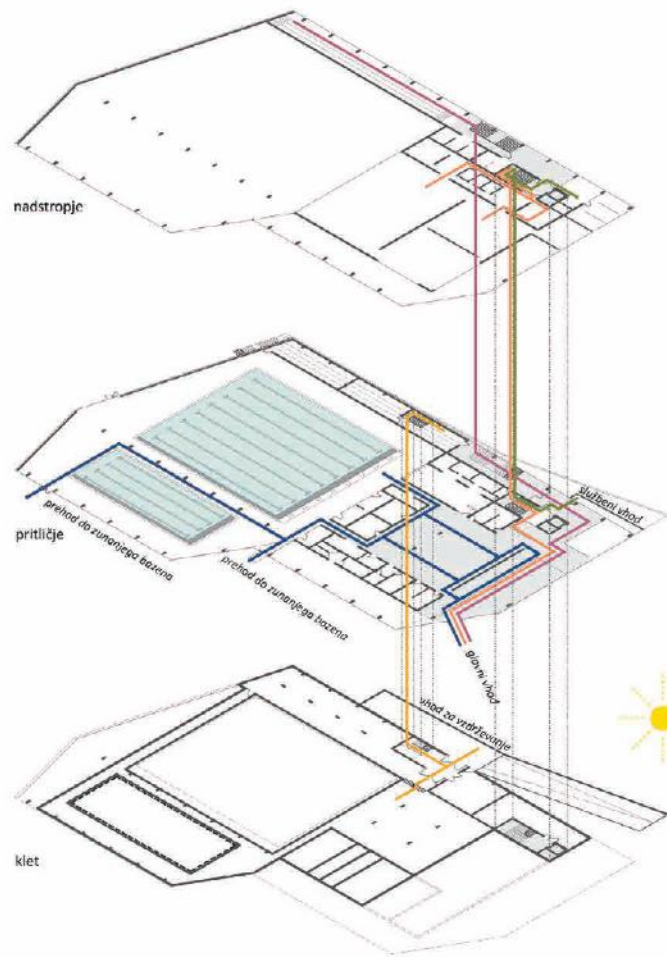 nadstropje
službeni vhod
pritličje
prehod do zunanjega bazena
prehod do zunanjega bazena
glavni vhod
vhod za vzdrževanje
klet